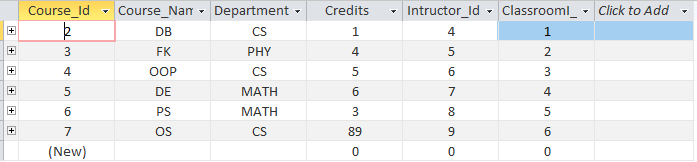 Course_Id Course_Nam Department Credits Intructor_Id ClassroomI_ Click to Add
2 DB CS 1 4 1
3 FK PHY 4 5 2
4 OOP CS 5 6 3
5 DE MATH 6 7 4
6 PS MATH 3 8 5
7 OS CS 89 9 6
(New) 0 0 0